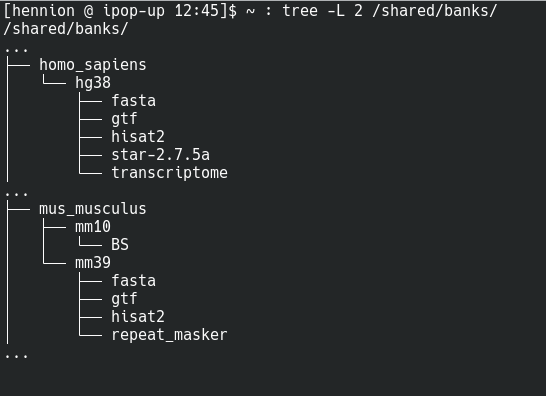 [hennion @ ipop-up 12:45]$ ~ : tree -L 2 /shared/banks/
/shared/banks/
...
├── homo_sapiens
│   └── hg38
│       ├── fasta
│       ├── gtf
│       ├── hisat2
│       ├── star-2.7.5a
│       └── transcriptome
...
├── mus_musculus
│   ├── mm10
│   │   └── BS
│   └── mm39
│       ├── fasta
│       ├── gtf
│       ├── hisat2
│       └── repeat_masker
...